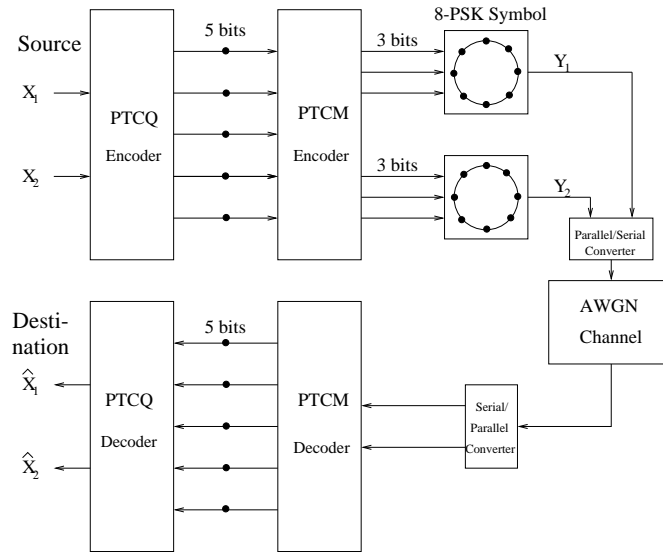 8-PSK Symbol
Source
5 bits
3 bits
X1
Y1
PTCQ
Encoder
PTCM
Encoder
X2
3 bits
Y2
Parallel/Serial
Converter
AWGN
Channel
Desti-
nation
5 bits
X̂1
PTCQ
Decoder
PTCM
Decoder
Serial/
Parallel
Converter
X̂2